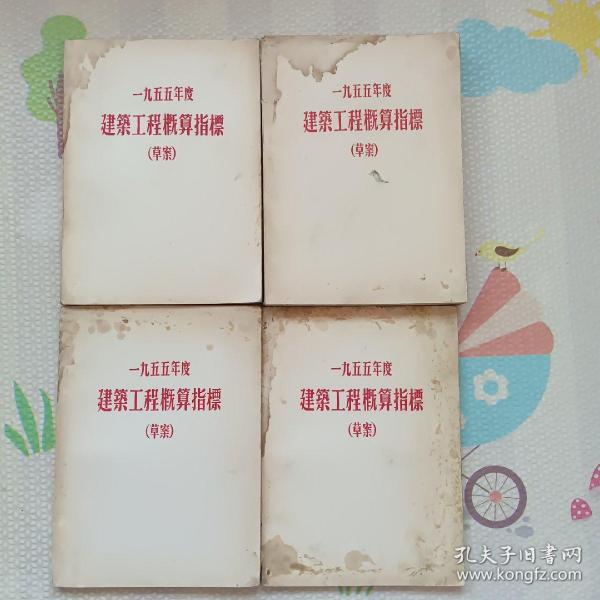 一九五五年度
建築工程概算指標
(草案)
一九五五年度
建築工程概算指標
(草案)
一九五五年度
建築工程概算指標
(草案)
一九五五年度
建築工程概算指標
(草案)
孔夫子旧書网
www.kongfz.com